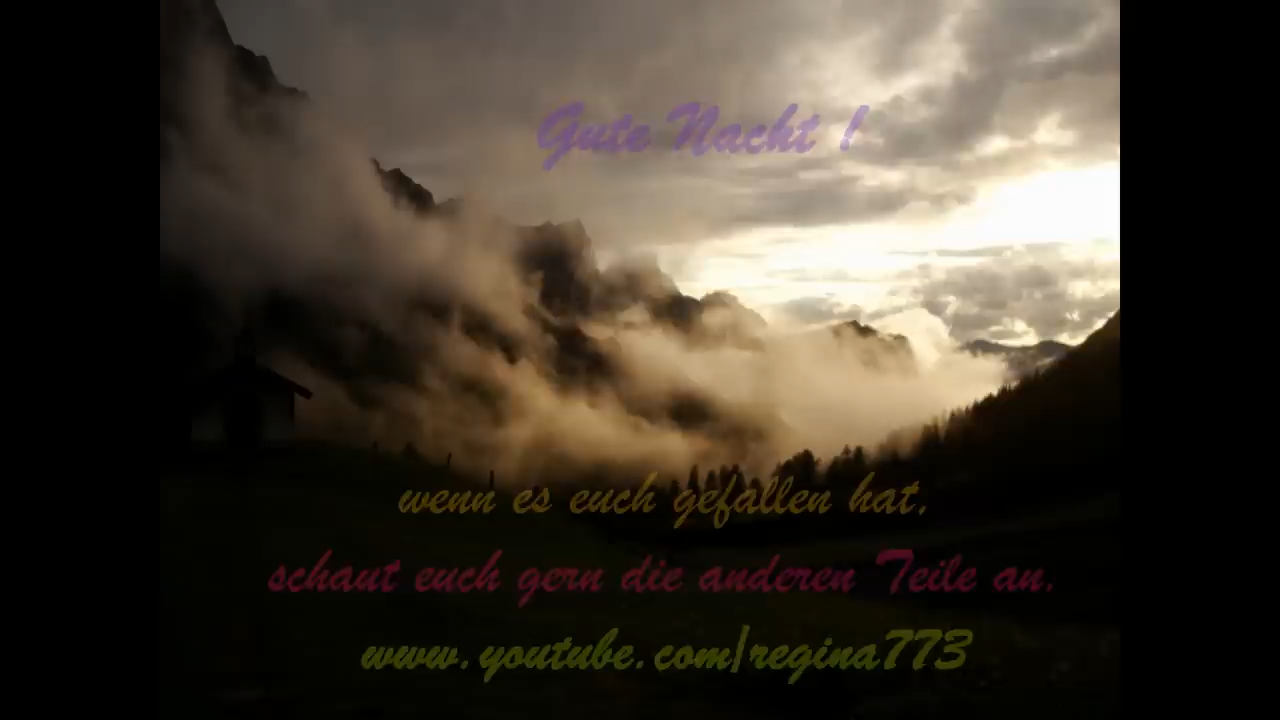 Gute Nacht !
wenn es euch gefallen hat,
schaut euch gern die anderen Teile an.
www.youtube.com/regina773